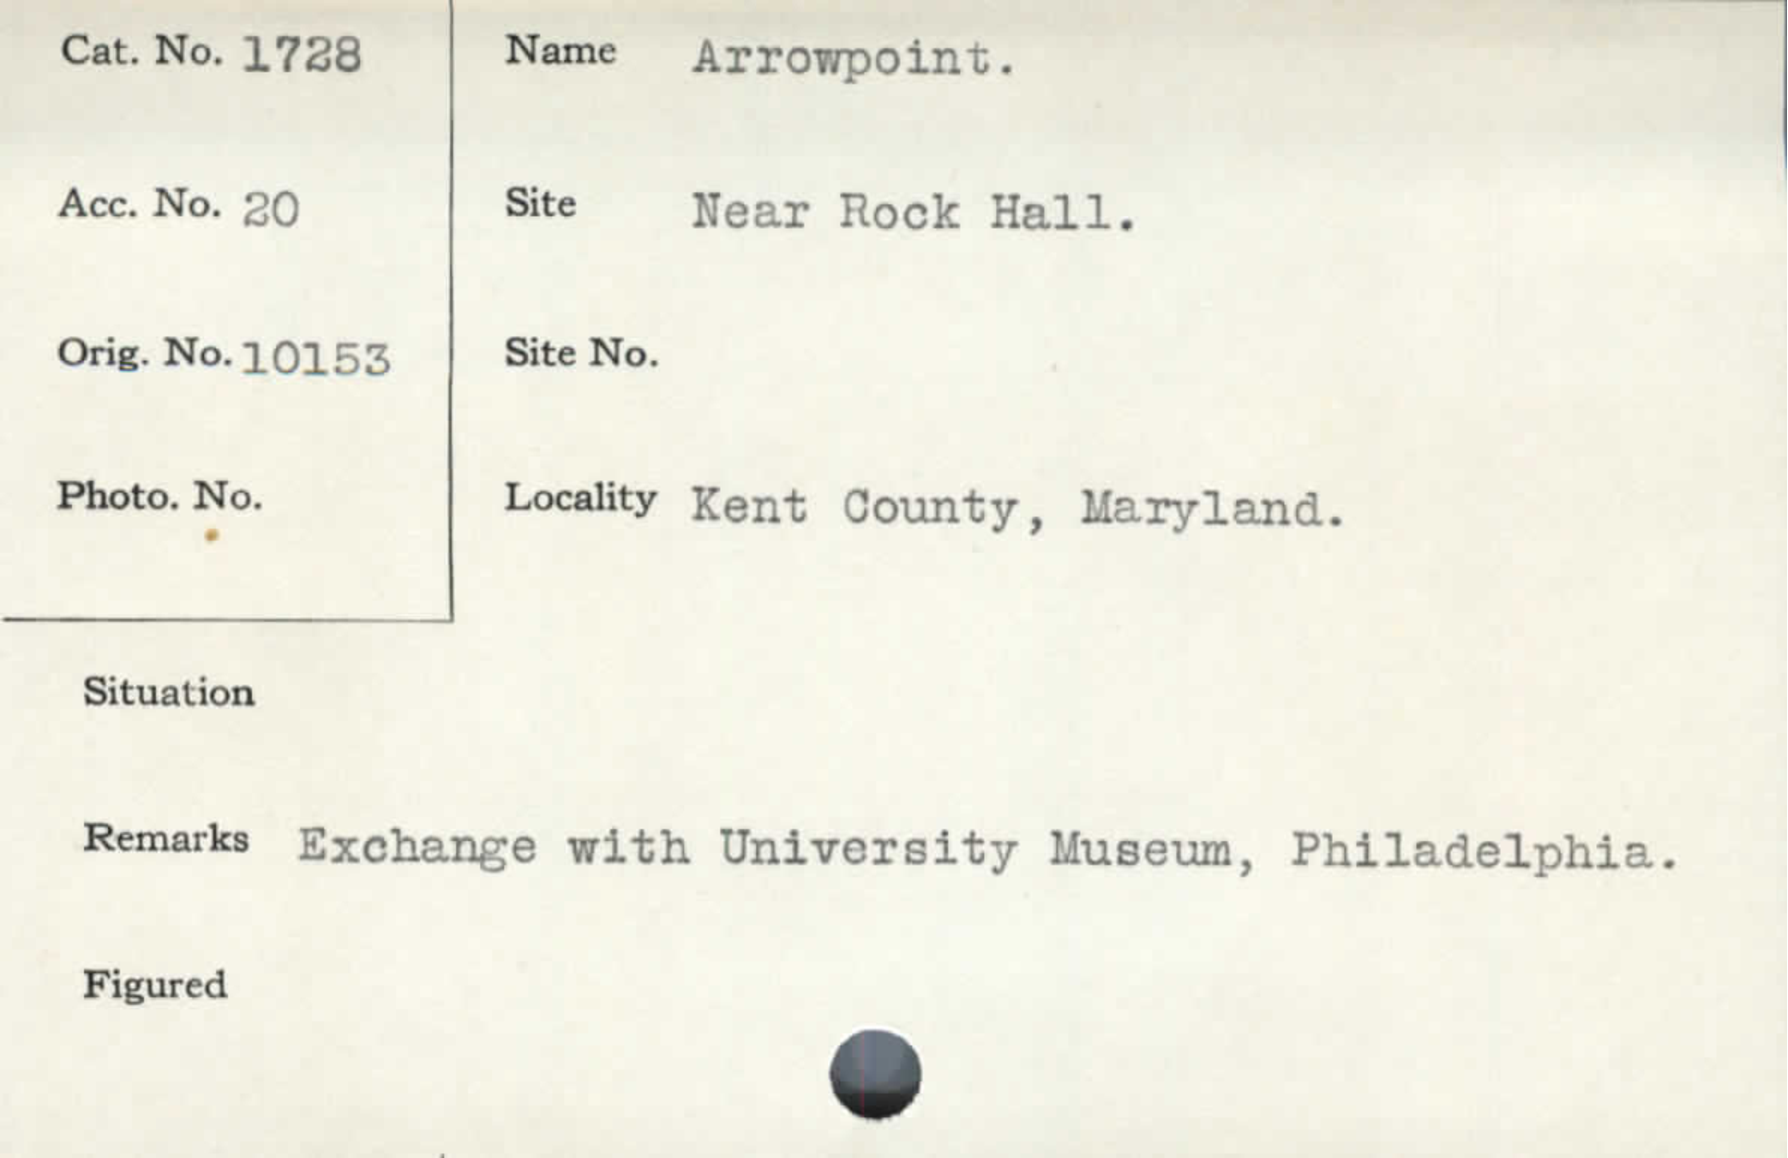 Cat. No. 1728
Name Arrowpoint.
Acc. No. 20
Site Near Rock Hall.
Orig. No. 10153
Site No.
Photo. No.
Locality Kent County, Maryland.
Situation
Remarks Exchange with University Museum, Philadelphia.
Figured